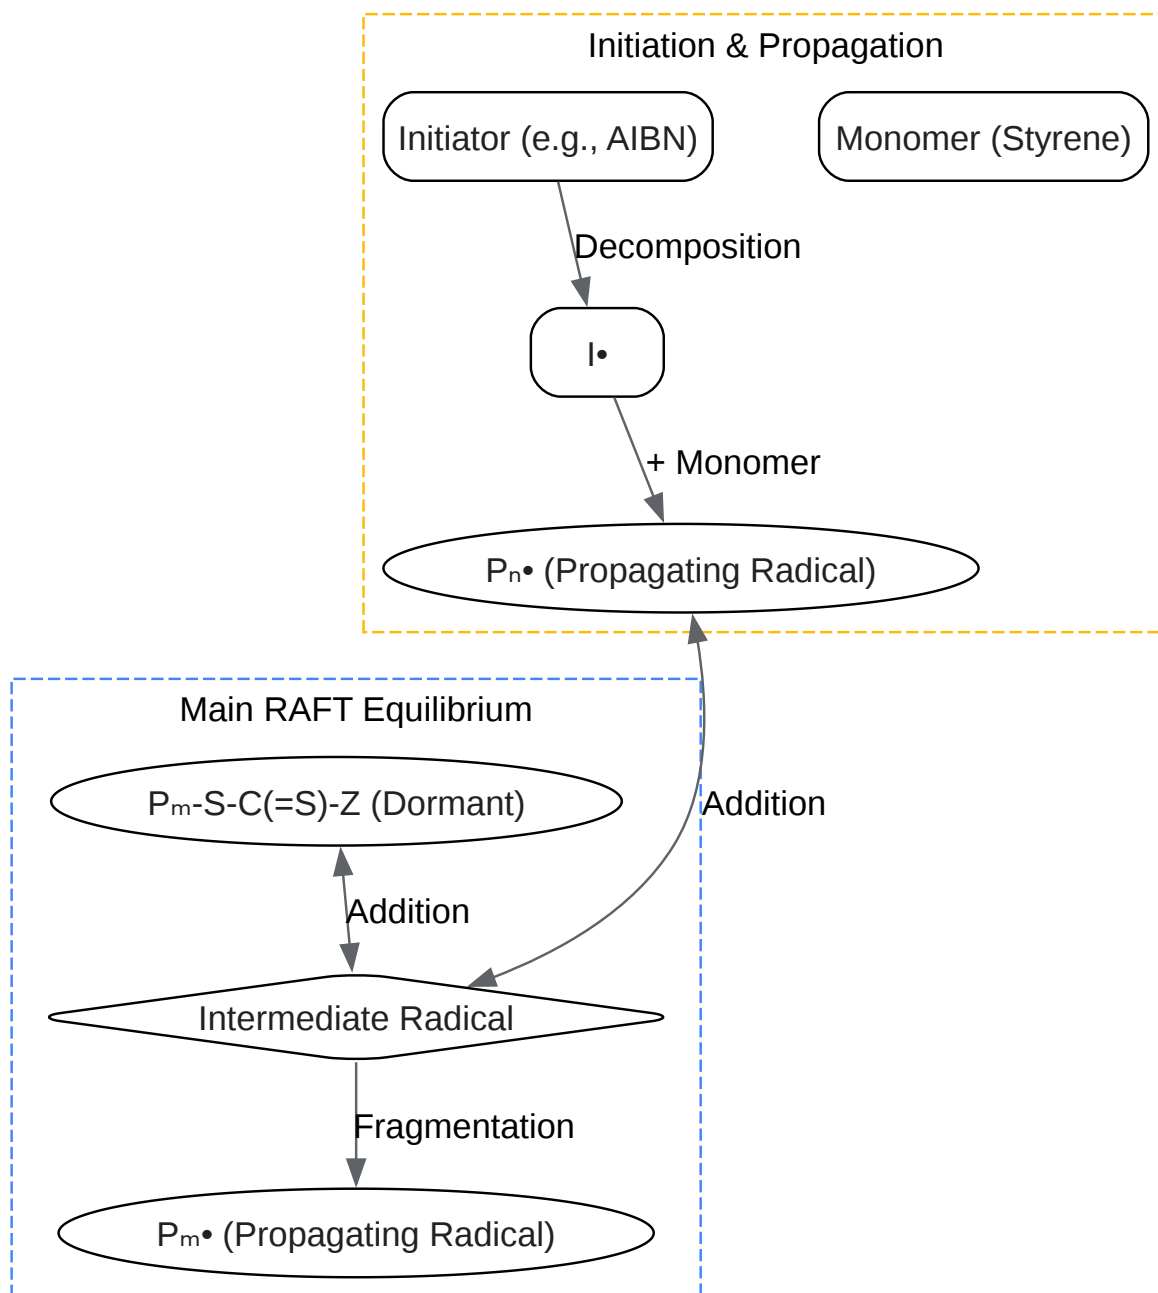 Initiation & Propagation
Initiator (e.g., AIBN)
Monomer (Styrene)
Decomposition
I•
+ Monomer
Pₙ• (Propagating Radical)
Main RAFT Equilibrium
Pₘ-S-C(=S)-Z (Dormant)
Addition
Addition
Intermediate Radical
Fragmentation
Pₘ• (Propagating Radical)